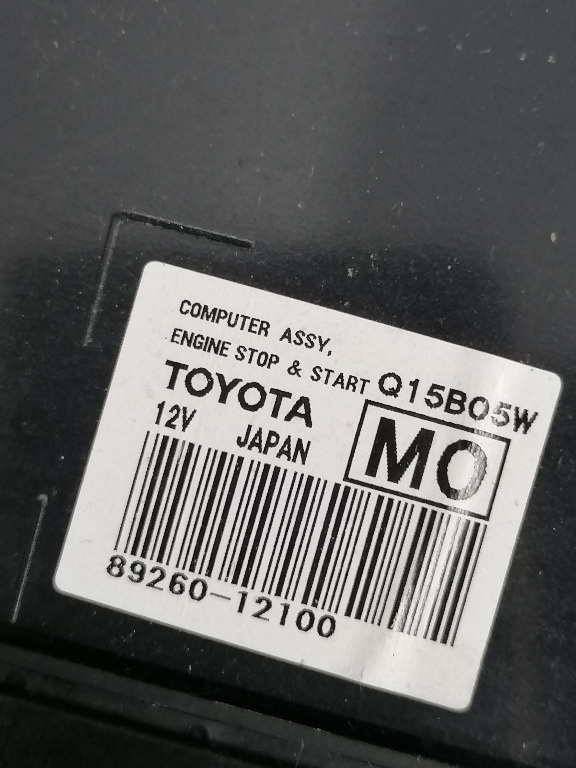 COMPUTER ASSY,
ENGINE STOP & START Q15B05W
TOYOTA
12V JAPAN
MO
89260-12100